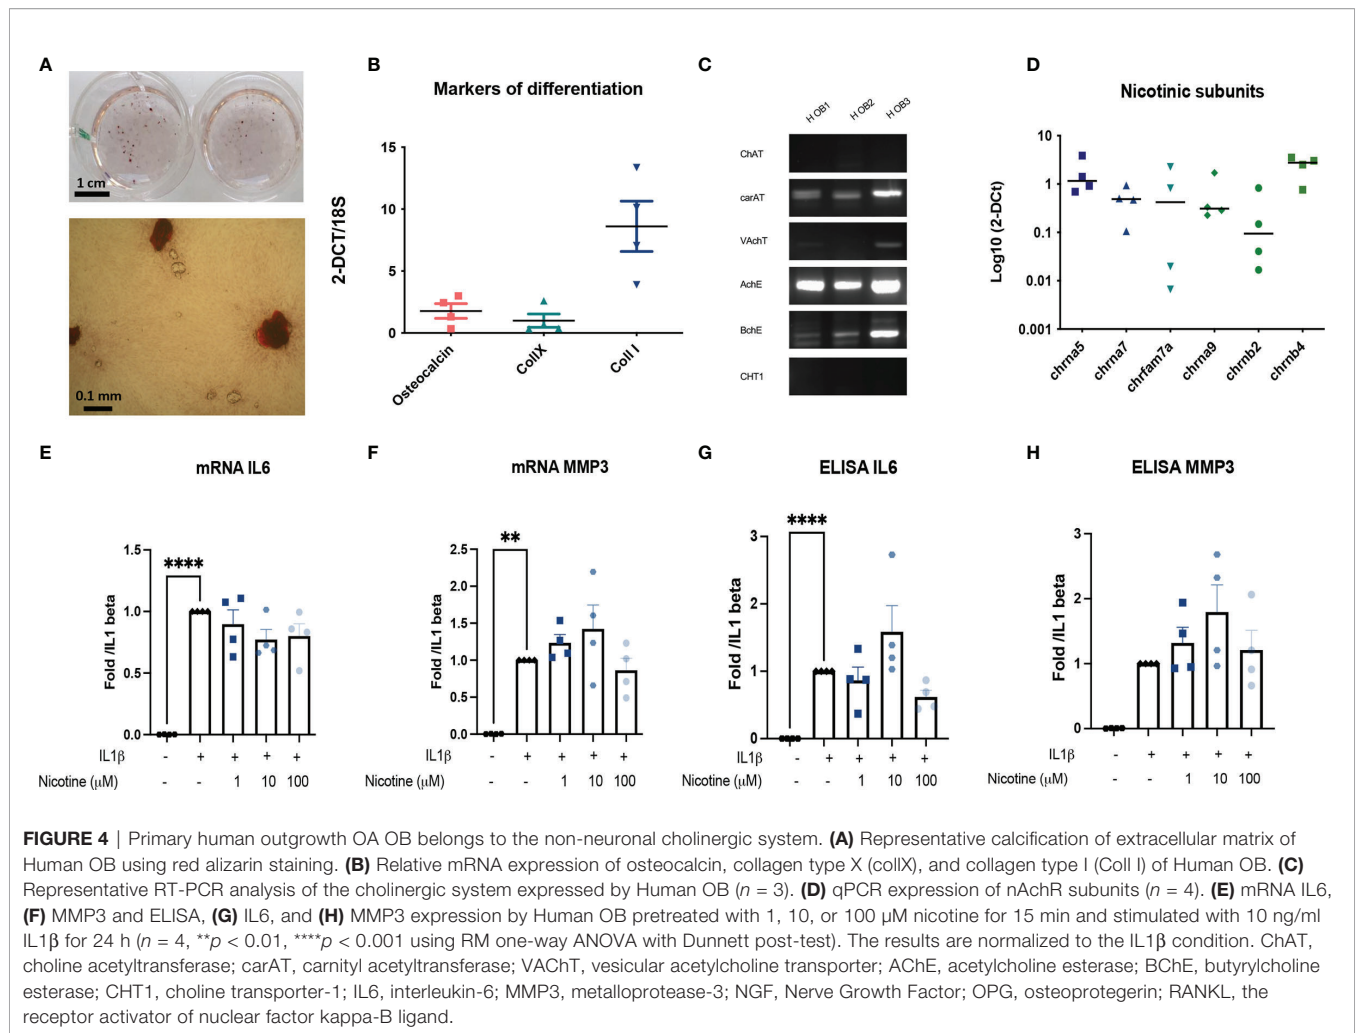 A
1 cm
0.1 mm
B
Markers of differentiation
2-DCT/18S
15
10
5
0
Osteocalcin
CollX
Coll I
C
H OB1
H OB2
H OB3
ChAT
carAT
VAchT
AchE
BchE
CHT1
D
Nicotinic subunits
Log10 (2-DCt)
10
1
0.1
0.01
0.001
chrna5
chrna7
chrfam7a
chrna9
chrnb2
chrnb4
E
mRNA IL6
Fold /IL1 beta
1.5
1.0
0.5
0.0
****
IL1β - + + + +
Nicotine (µM) - - 1 10 100
F
mRNA MMP3
Fold /IL1 beta
2.5
2.0
1.5
1.0
0.5
0.0
**
IL1β - + + + +
Nicotine (µM) - - 1 10 100
G
ELISA IL6
Fold /IL1 beta
3
2
1
0
****
IL1β - + + + +
Nicotine (µM) - - 1 10 100
H
ELISA MMP3
Fold /IL1 beta
3
2
1
0
IL1β - + + + +
Nicotine (µM) - - 1 10 100
FIGURE 4 | Primary human outgrowth OA OB belongs to the non-neuronal cholinergic system. (A) Representative calcification of extracellular matrix of
Human OB using red alizarin staining. (B) Relative mRNA expression of osteocalcin, collagen type X (collX), and collagen type I (Coll I) of Human OB. (C)
Representative RT-PCR analysis of the cholinergic system expressed by Human OB (n = 3). (D) qPCR expression of nAchR subunits (n = 4). (E) mRNA IL6,
(F) MMP3 and ELISA, (G) IL6, and (H) MMP3 expression by Human OB pretreated with 1, 10, or 100 µM nicotine for 15 min and stimulated with 10 ng/ml
IL1β for 24 h (n = 4, **p < 0.01, ****p < 0.001 using RM one-way ANOVA with Dunnett post-test). The results are normalized to the IL1β condition. ChAT,
choline acetyltransferase; carAT, carnityl acetyltransferase; VAChT, vesicular acetylcholine transporter; AChE, acetylcholine esterase; BChE, butyrylcholine
esterase; CHT1, choline transporter-1; IL6, interleukin-6; MMP3, metalloprotease-3; NGF, Nerve Growth Factor; OPG, osteoprotegerin; RANKL, the
receptor activator of nuclear factor kappa-B ligand.